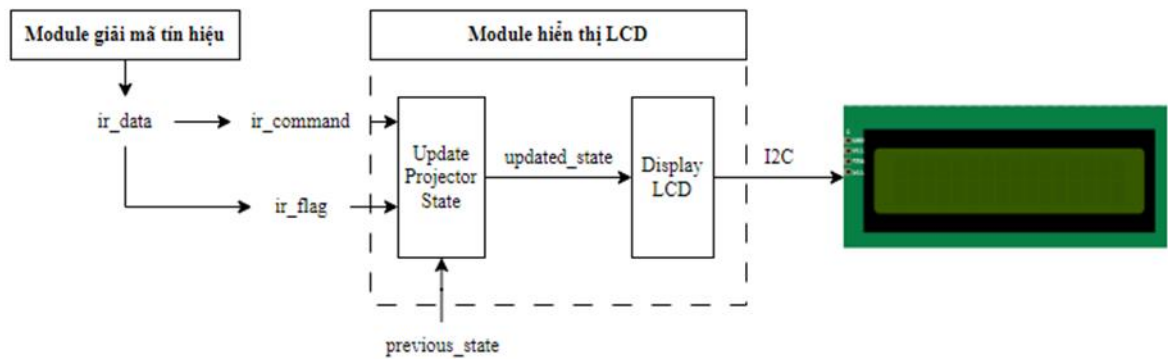 Module giải mã tín hiệu
Module hiển thị LCD
ir_data
ir_command
Update
Projector
State
updated_state
Display
LCD
I2C
ir_flag
previous_state